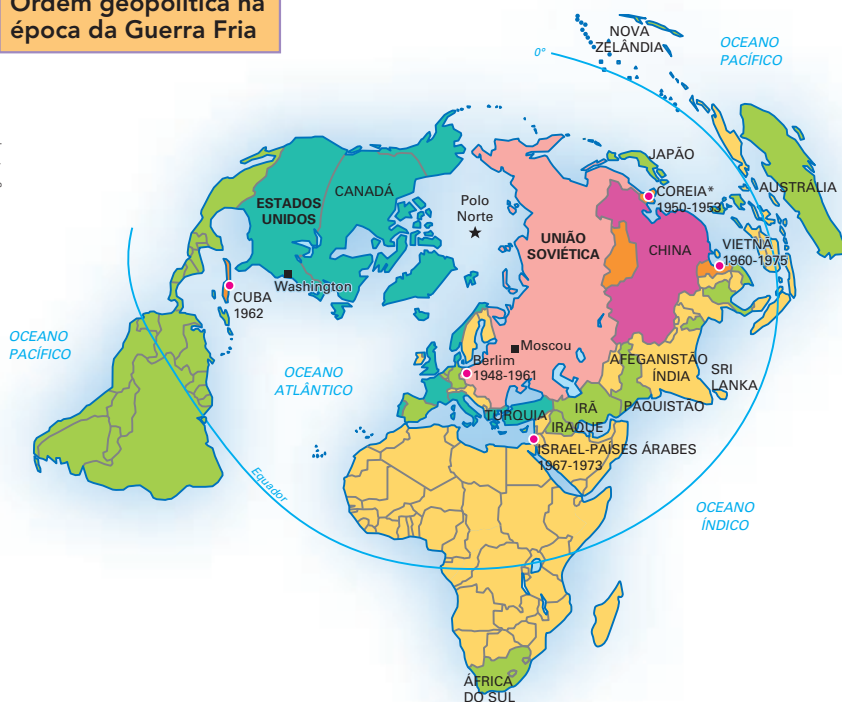 Ordem geopolítica na
época da Guerra Fria
NOVA
ZELÂNDIA
OCEANO
PACÍFICO
0°
JAPÃO
COREIA*
1950-1953
AUSTRÁLIA
ESTADOS
UNIDOS
CANADÁ
Polo
Norte
UNIÃO
SOVIÉTICA
CHINA
VIETNÃ
1960-1975
Washington
CUBA
1962
OCEANO
PACÍFICO
OCEANO
ATLÂNTICO
Moscou
Berlim
1948-1961
AFEGANISTÃO
ÍNDIA
SRI
LANKA
TURQUIA
IRÃ
PAQUISTÃO
IRAQUE
ISRAEL-PAÍSES ÁRABES
1967-1973
Equador
OCEANO
ÍNDICO
ÁFRICA
DO SUL